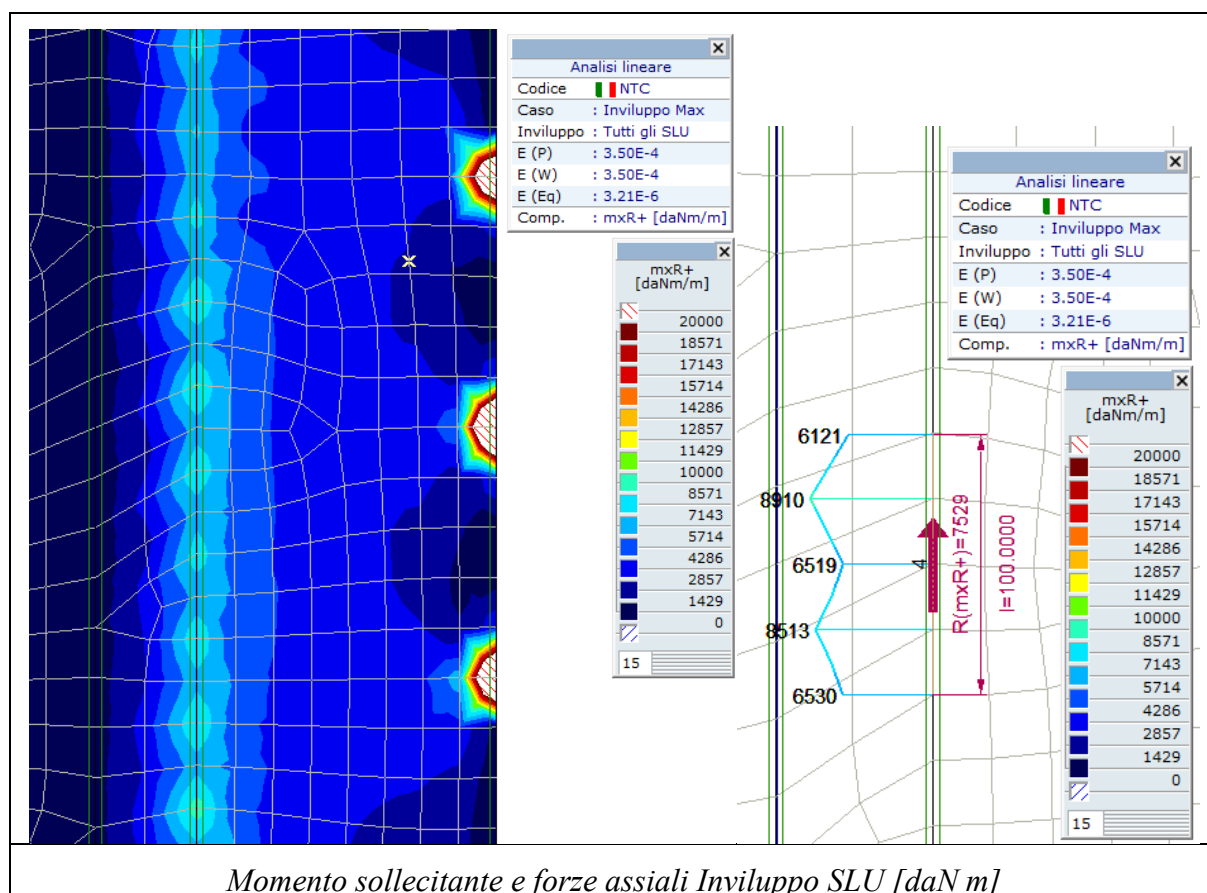 Analisi lineare
Codice NTC
Caso : Inviluppo Max
Inviluppo : Tutti gli SLU
E (P) : 3.50E-4
E (W) : 3.50E-4
E (Eq) : 3.21E-6
Comp. : mxR+ [daNm/m]
mxR+
[daNm/m]
20000
18571
17143
15714
14286
12857
11429
10000
8571
7143
5714
4286
2857
1429
0
15
Analisi lineare
Codice NTC
Caso : Inviluppo Max
Inviluppo : Tutti gli SLU
E (P) : 3.50E-4
E (W) : 3.50E-4
E (Eq) : 3.21E-6
Comp. : mxR+ [daNm/m]
mxR+
[daNm/m]
20000
18571
17143
15714
14286
12857
11429
10000
8571
7143
5714
4286
2857
1429
0
15
6121
8910
6519
8513
6530
4
R(mxR+)=7529
l=100.0000
Momento sollecitante e forze assiali Inviluppo SLU [daN m]